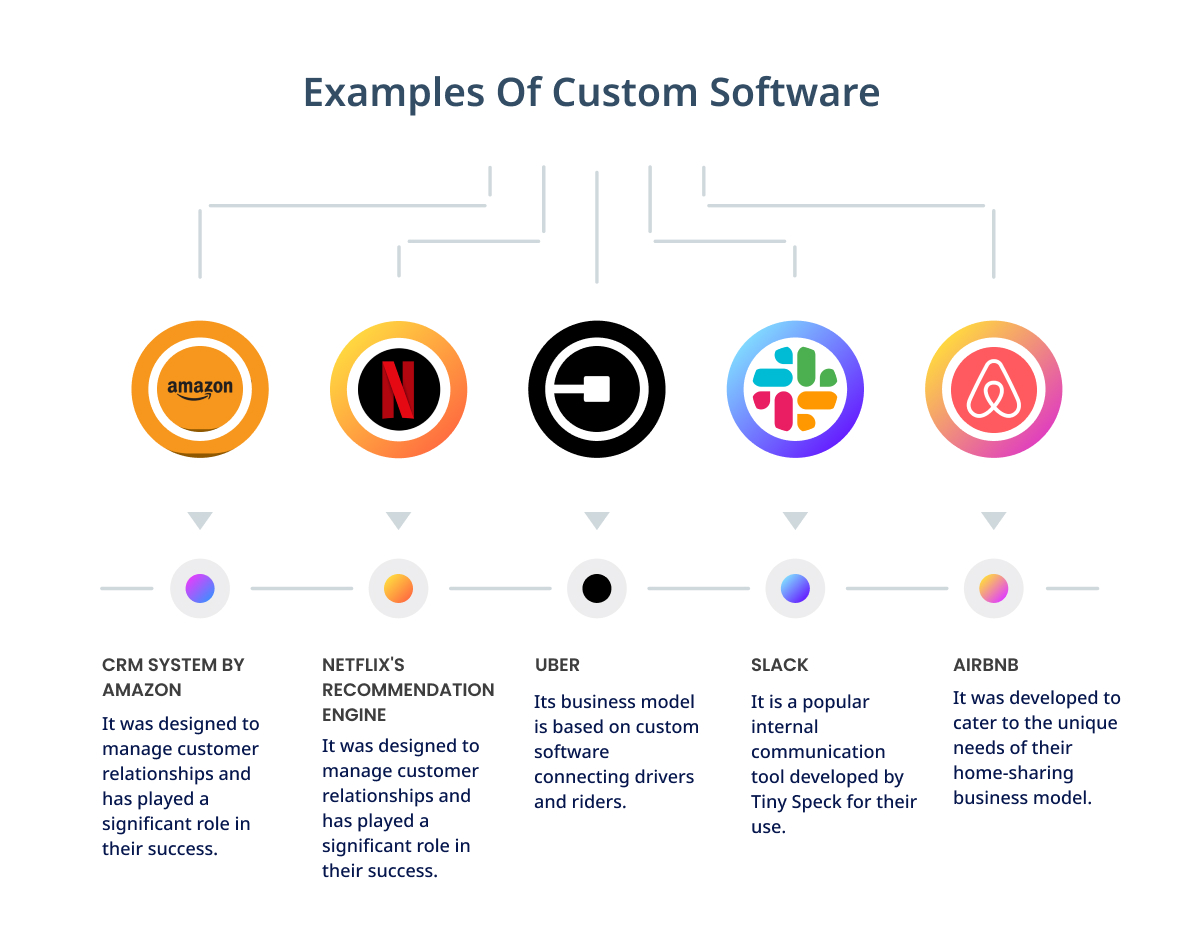 Examples Of Custom Software
amazon
N
CRM SYSTEM BY
AMAZON
It was designed to
manage customer
relationships and
has played a
significant role in
their success.
NETFLIX'S
RECOMMENDATION
ENGINE
It was designed to
manage customer
relationships and
has played a
significant role in
their success.
UBER
Its business model
is based on custom
software
connecting drivers
and riders.
SLACK
It is a popular
internal
communication
tool developed by
Tiny Speck for their
use.
AIRBNB
It was developed to
cater to the unique
needs of their
home-sharing
business model.